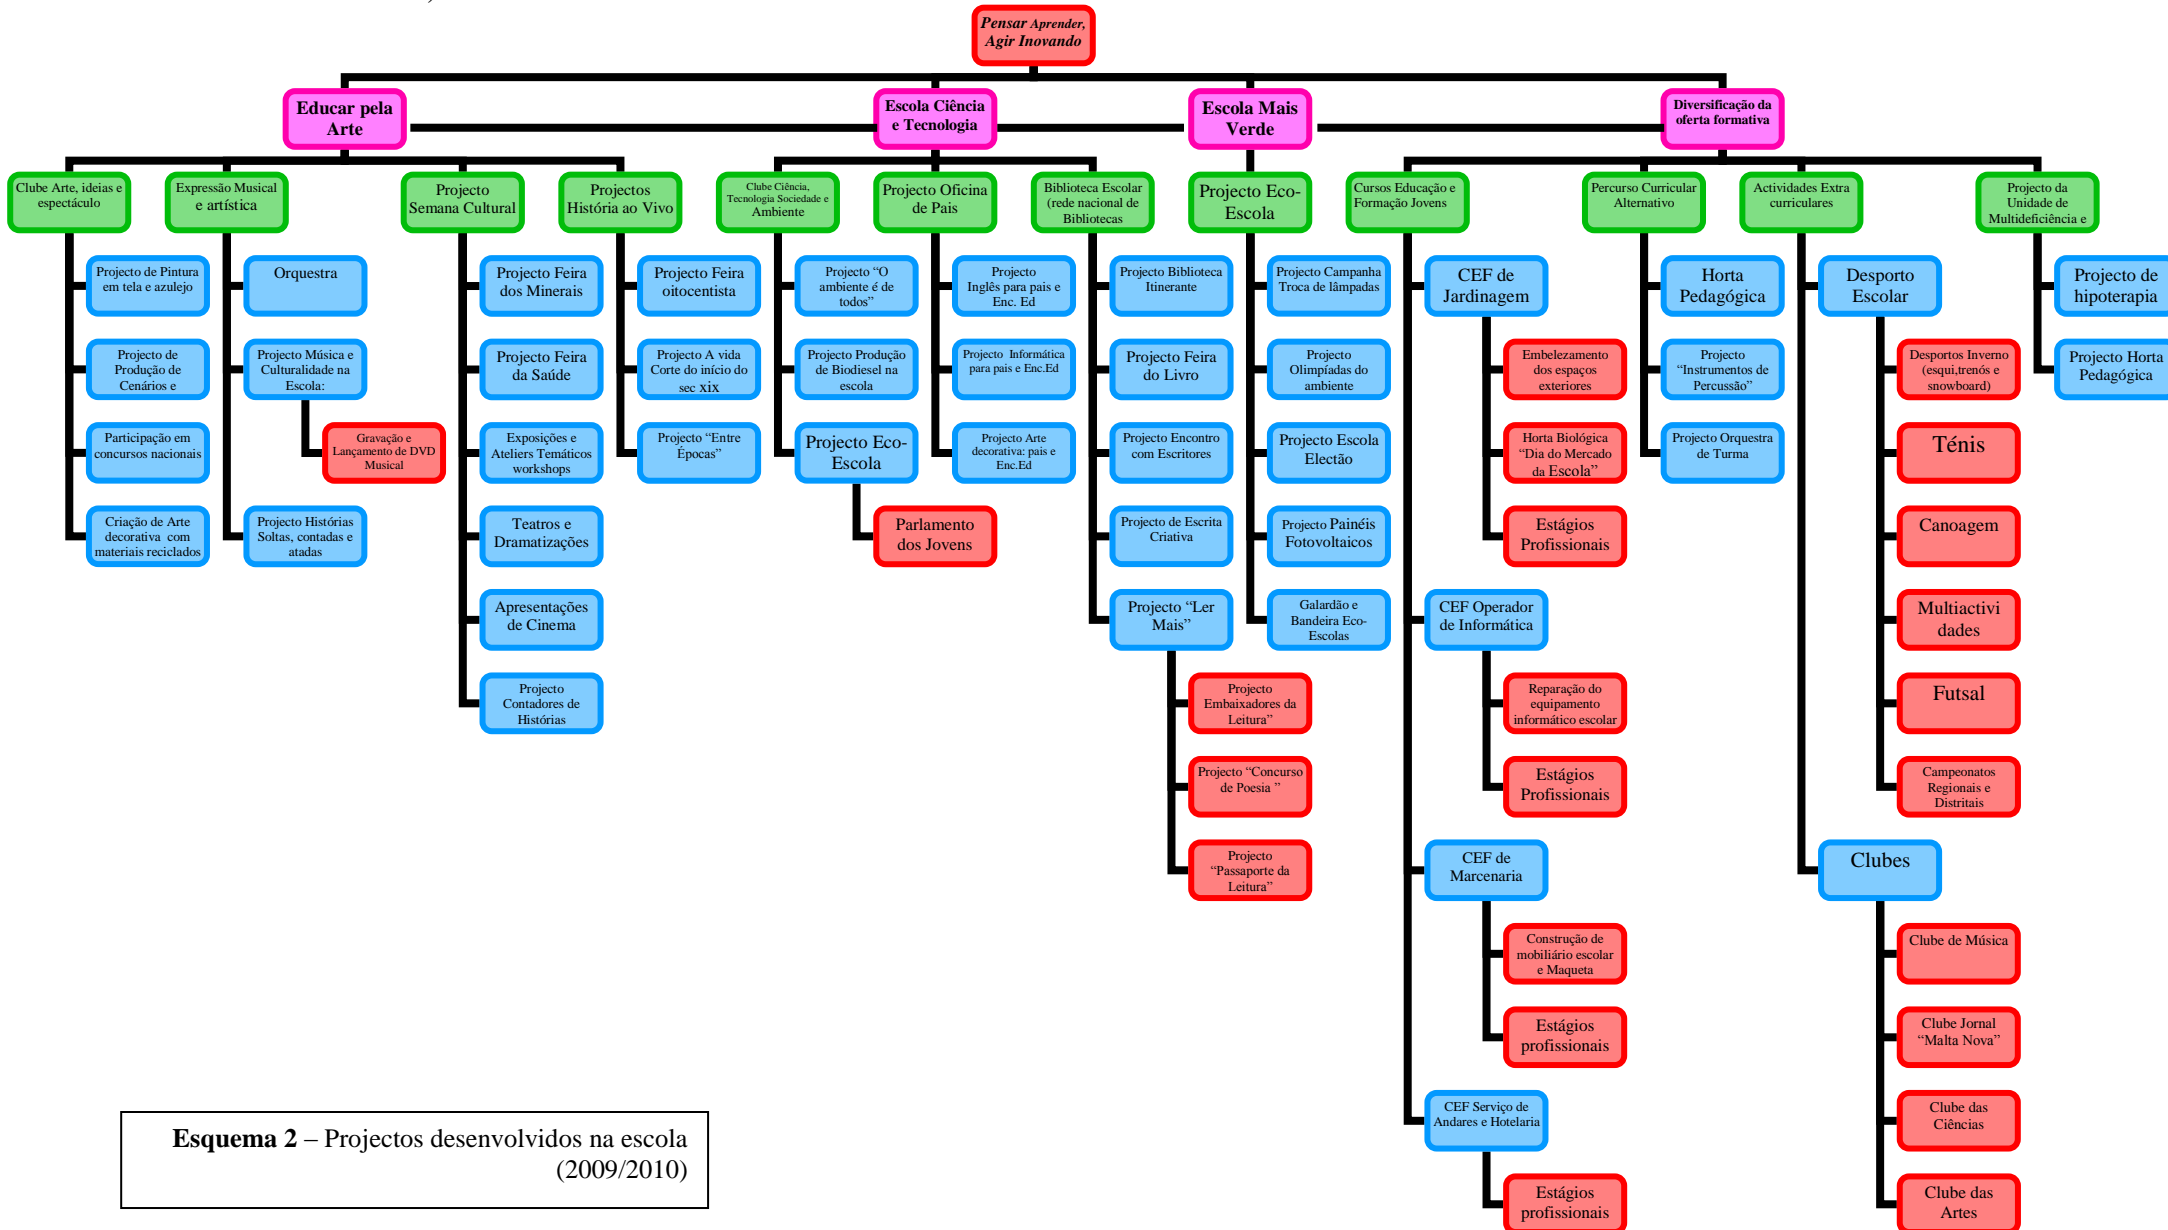 Pensar Aprender,
Agir Inovando
Educar pela
Arte
Escola Ciência
e Tecnologia
Escola Mais
Verde
Diversificação da
oferta formativa
Clube Arte, ideias e
espectáculo
Expressão Musical
e artística
Projecto
Semana Cultural
Projectos
História ao Vivo
Clube Ciência,
Tecnologia Sociedade e
Ambiente
Projecto Oficina
de Pais
Biblioteca Escolar
(rede nacional de
Bibliotecas
Projecto Eco-
Escola
Cursos Educação e
Formação Jovens
Percurso Curricular
Alternativo
Actividades Extra
curriculares
Projecto da
Unidade de
Multideficiência e
Projecto de Pintura
em tela e azulejo
Projecto de
Produção de
Cenários e
Participação em
concursos nacionais
Criação de Arte
decorativa com
materiais reciclados
Orquestra
Projecto Música e
Culturalidade na
Escola:
Gravação e
Lançamento de DVD
Musical
Projecto Histórias
Soltas, contadas e
atadas
Projecto Feira
dos Minerais
Projecto Feira
da Saúde
Exposições e
Ateliers Temáticos
workshops
Teatros e
Dramatizações
Apresentações
de Cinema
Projecto
Contadores de
Histórias
Projecto Feira
oitocentista
Projecto A vida
Corte do início do
sec xix
Projecto “Entre
Épocas”
Projecto “O
ambiente é de
todos”
Projecto Produção
de Biodiesel na
escola
Projecto Eco-
Escola
Parlamento
dos Jovens
Projecto
Inglês para pais e
Enc. Ed
Projecto Informática
para pais e Enc.Ed
Projecto Arte
decorativa: pais e
Enc.Ed
Projecto Biblioteca
Itinerante
Projecto Feira
do Livro
Projecto Encontro
com Escritores
Projecto de Escrita
Criativa
Projecto “Ler
Mais”
Projecto
Embaixadores da
Leitura”
Projecto “Concurso
de Poesia ”
Projecto
“Passaporte da
Leitura”
Projecto Campanha
Troca de lâmpadas
Projecto
Olimpíadas do
ambiente
Projecto Escola
Electão
Projecto Painéis
Fotovoltaicos
Galardão e
Bandeira Eco-
Escolas
CEF de
Jardinagem
Embelezamento
dos espaços
exteriores
Horta Biológica
“Dia do Mercado
da Escola”
Estágios
Profissionais
CEF Operador
de Informática
Reparação do
equipamento
informático escolar
Estágios
Profissionais
CEF de
Marcenaria
Construção de
mobiliário escolar
e Maqueta
Estágios
profissionais
CEF Serviço de
Andares e Hotelaria
Estágios
profissionais
Horta
Pedagógica
Projecto
“Instrumentos de
Percussão”
Projecto Orquestra
de Turma
Desporto
Escolar
Desportos Inverno
(esqui,trenós e
snowboard)
Ténis
Canoagem
Multiactivi
dades
Futsal
Campeonatos
Regionais e
Distritais
Clubes
Clube de Música
Clube Jornal
“Malta Nova”
Clube das
Ciências
Clube das
Artes
Projecto de
hipoterapia
Projecto Horta
Pedagógica
Esquema 2 – Projectos desenvolvidos na escola
(2009/2010)